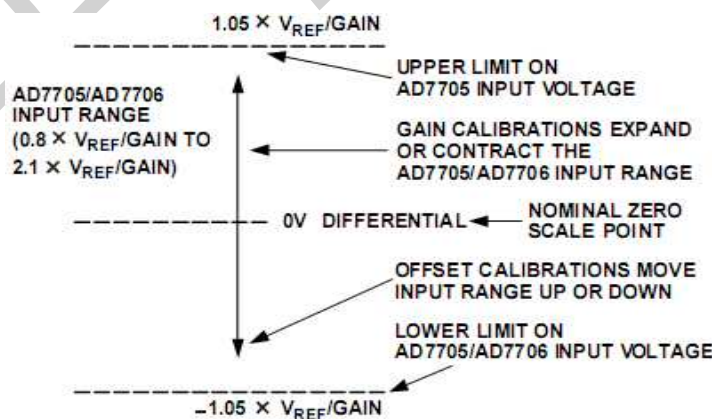 1.05 × VREF/GAIN
UPPER LIMIT ON
AD7705 INPUT VOLTAGE
AD7705/AD7706
INPUT RANGE
(0.8 × VREF/GAIN TO
2.1 × VREF/GAIN)
GAIN CALIBRATIONS EXPAND
OR CONTRACT THE
AD7705/AD7706 INPUT RANGE
0V DIFFERENTIAL
NOMINAL ZERO
SCALE POINT
OFFSET CALIBRATIONS MOVE
INPUT RANGE UP OR DOWN
LOWER LIMIT ON
AD7705/AD7706 INPUT VOLTAGE
–1.05 × VREF/GAIN